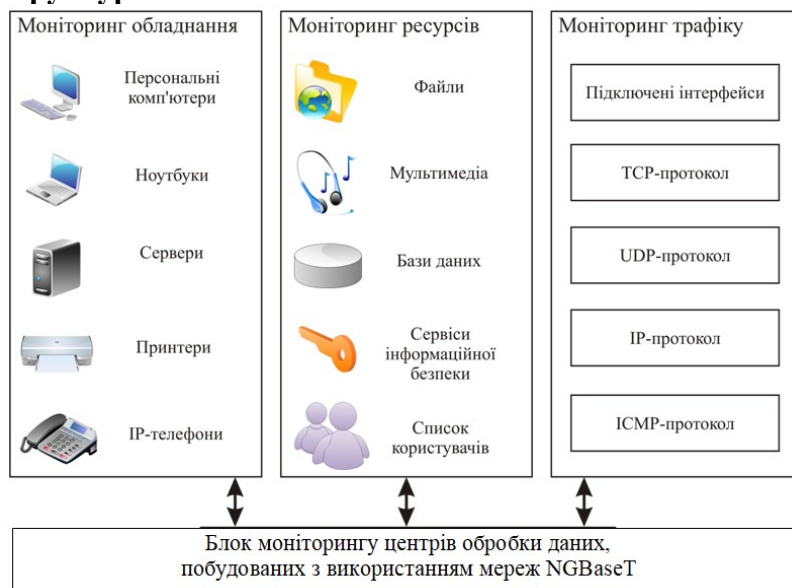 Моніторинг обладнання
Персональні
комп'ютери
Ноутбуки
Сервери
Принтери
IP-телефони
Моніторинг ресурсів
Файли
Мультимедіа
Бази даних
Сервіси
інформаційної
безпеки
Список
користувачів
Моніторинг трафіку
Підключені інтерфейси
TCP-протокол
UDP-протокол
IP-протокол
ICMP-протокол
Блок моніторингу центрів обробки даних,
побудованих з використанням мереж NGBaseT